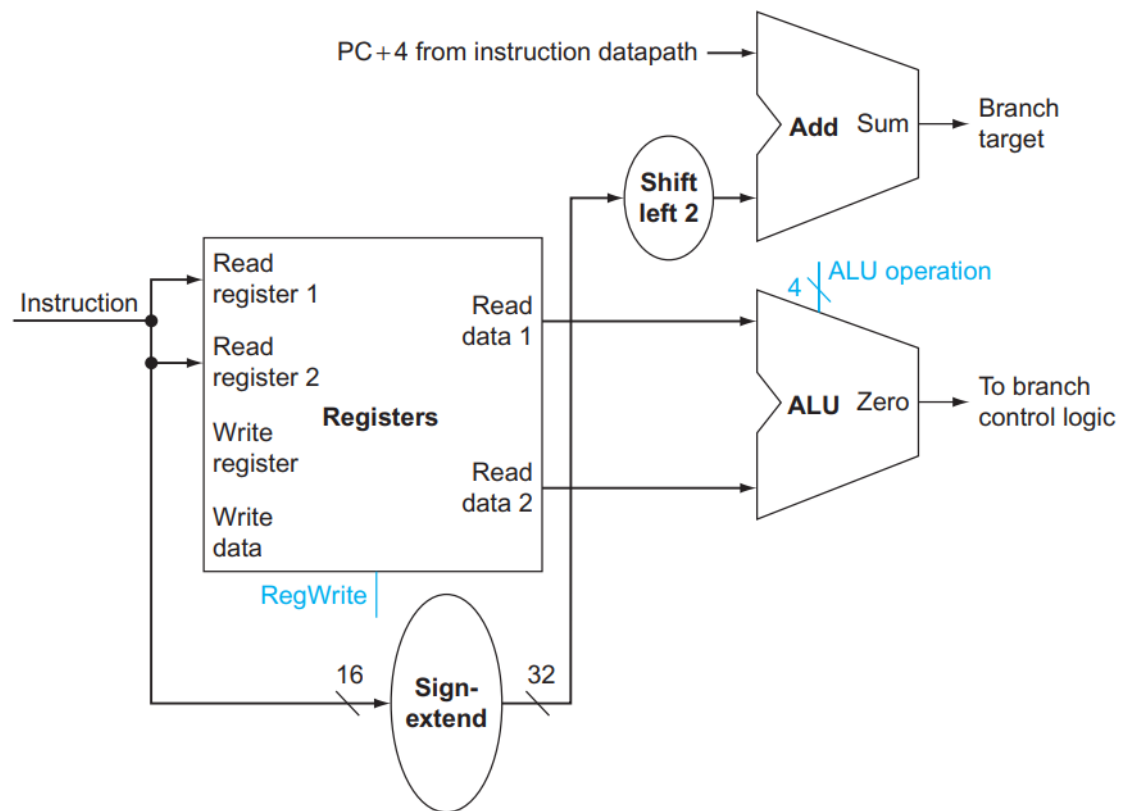 PC+4 from instruction datapath
Add Sum
Branch
target
Shift
left 2
Instruction
Read
register 1
Read
register 2
Write
register
Write
data
Registers
Read
data 1
Read
data 2
RegWrite
4
ALU operation
ALU Zero
To branch
control logic
16
Sign-
extend
32